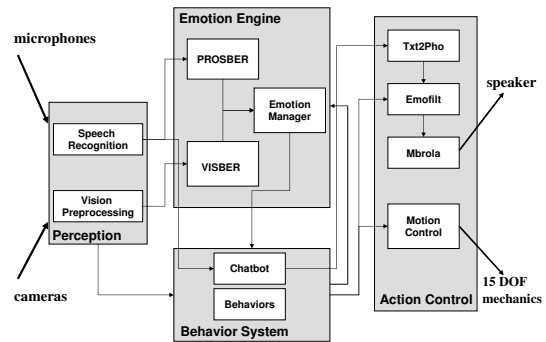 microphones
Speech
Recognition
Vision
Preprocessing
Perception
cameras
Emotion Engine
PROSBER
Emotion
Manager
VISBER
Chatbot
Behaviors
Behavior System
Txt2Pho
Emofilt
Mbrola
Motion
Control
Action Control
speaker
15 DOF
mechanics